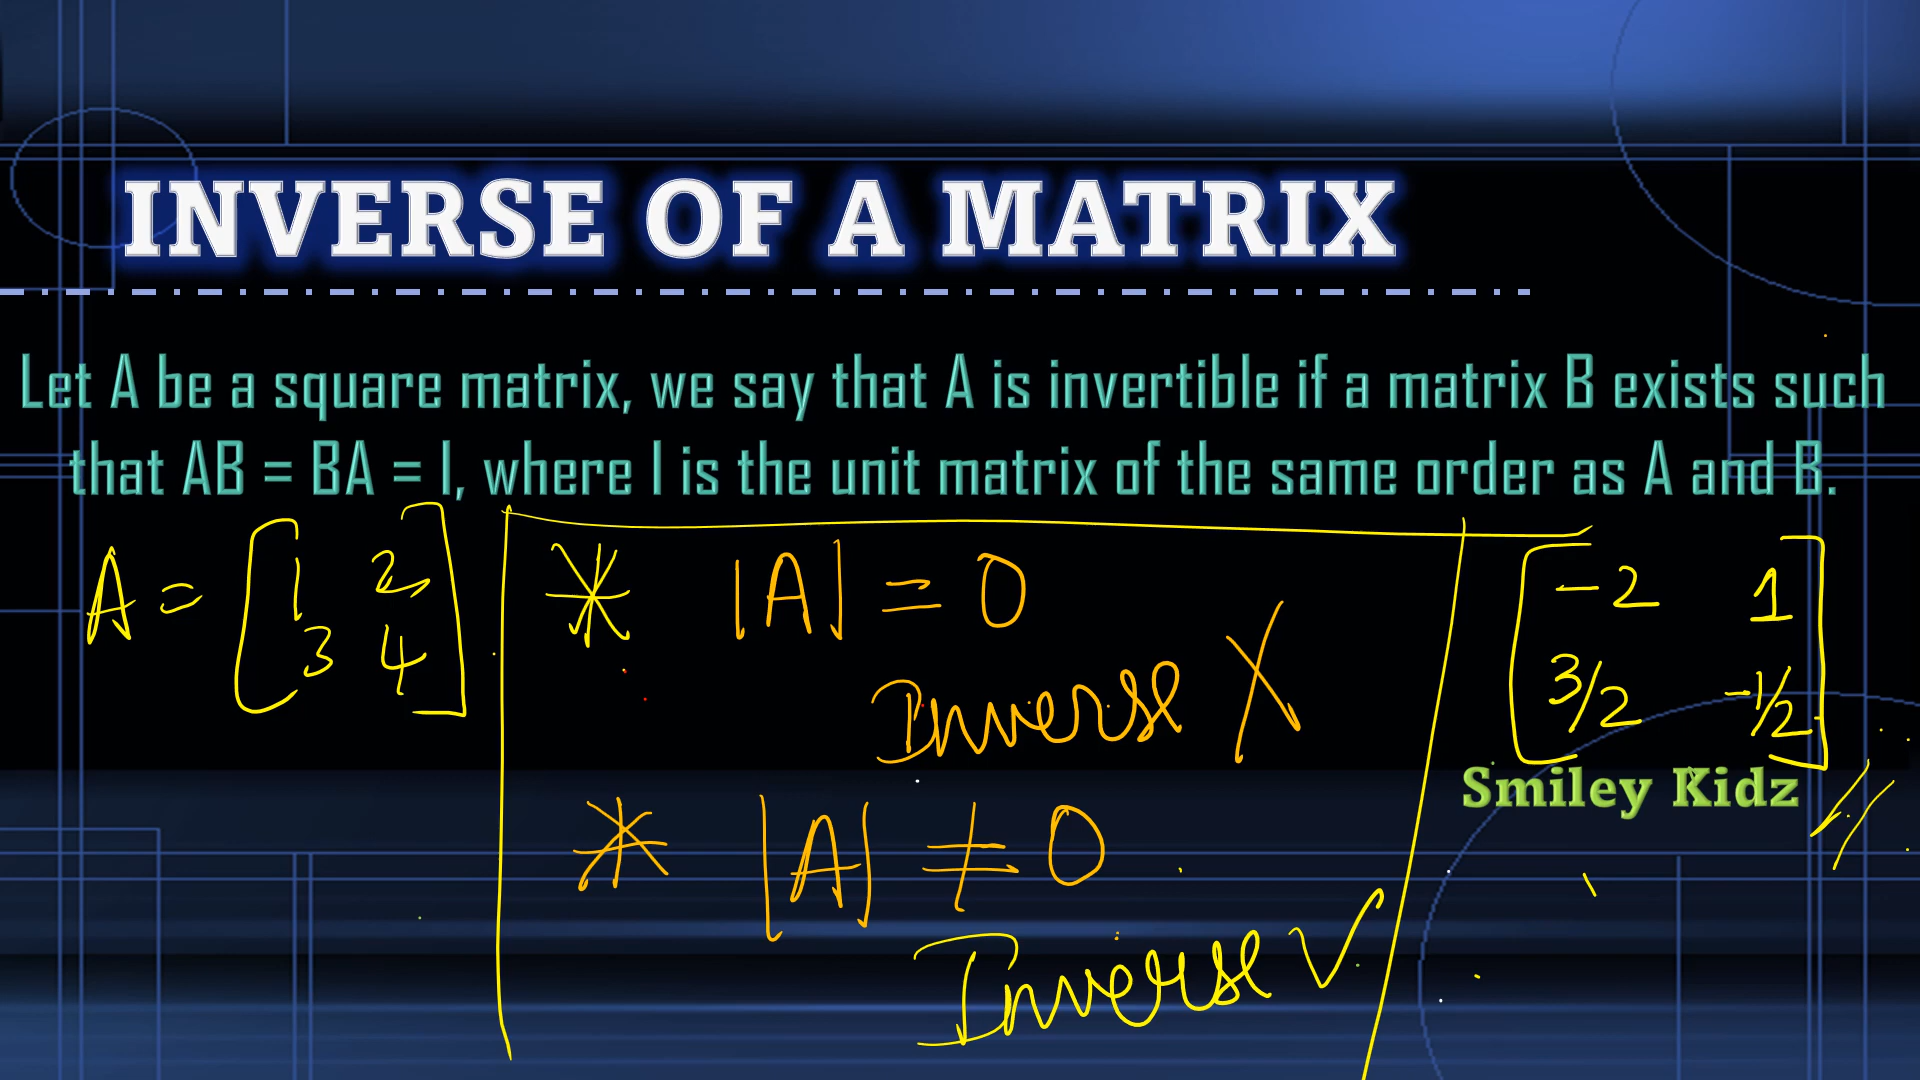 INVERSE OF A MATRIX
Let A be a square matrix, we say that A is invertible if a matrix B exists such
that AB = BA = I, where I is the unit matrix of the same order as A and B.
A = [1 2
3 4]
* |A| = 0
Inverse X
* |A| ≠ 0
Inverse ✓
[-2 1
3/2 -1/2]
Smiley Kidz